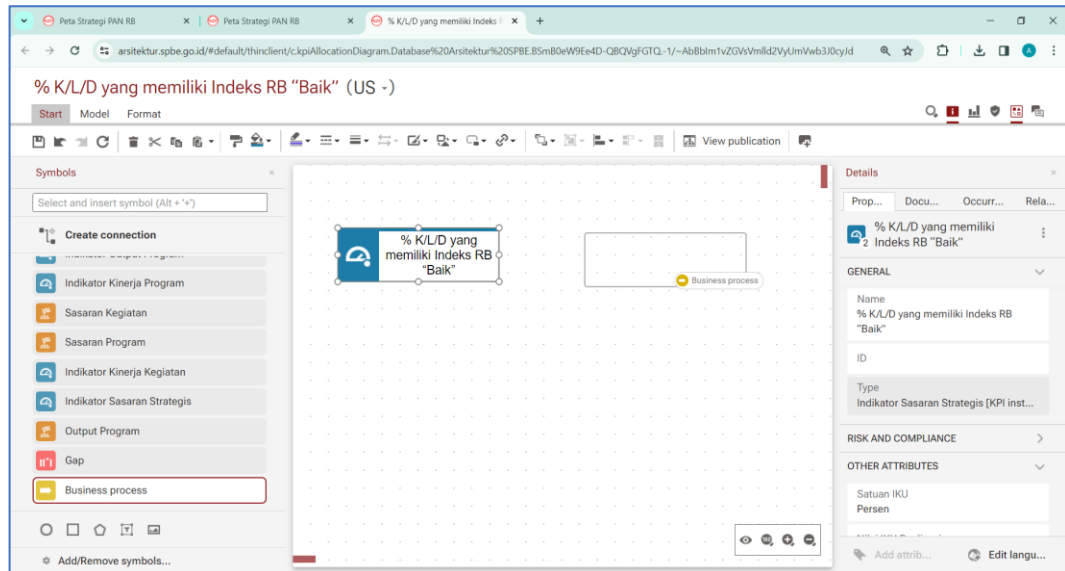 Peta Strategi PAN RB
Peta Strategi PAN RB
% K/L/D yang memiliki Indeks
arsitektur.spbe.go.id/#default/thinclient/c.kpiAllocationDiagram.Database%20Arsitektur%20SPBE.BSmB0eW9Ee4D-QBQVgFGTQ.-1/~AbBbIm1vZGVsVmlld2VyUmVwb3J0cyJd
% K/L/D yang memiliki Indeks RB “Baik” (US -)
Start Model Format
View publication
Symbols
Select and insert symbol (Alt + '+')
Create connection
Indikator Output Program
Indikator Kinerja Program
Sasaran Kegiatan
Sasaran Program
Indikator Kinerja Kegiatan
Indikator Sasaran Strategis
Output Program
Gap
Business process
Add/Remove symbols...
% K/L/D yang
memiliki Indeks RB
“Baik”
Business process
Details
Prop... Docu... Occurr... Rela...
% K/L/D yang memiliki
Indeks RB “Baik”
2
GENERAL
Name
% K/L/D yang memiliki Indeks RB
“Baik”
ID
Type
Indikator Sasaran Strategis [KPI inst...
RISK AND COMPLIANCE
OTHER ATTRIBUTES
Satuan IKU
Persen
Add attrib...
Edit langu...